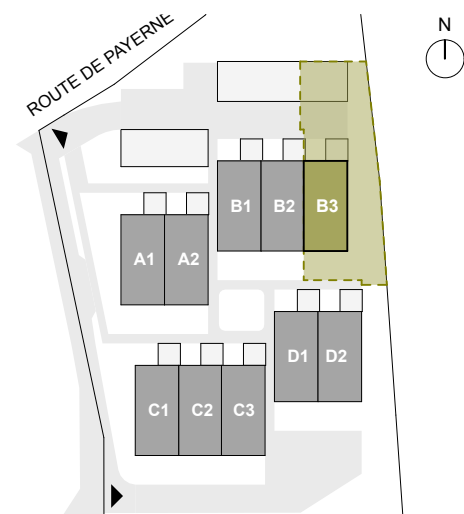 N
ROUTE DE PAYERNE
B1 B2 B3
A1 A2
D1 D2
C1 C2 C3